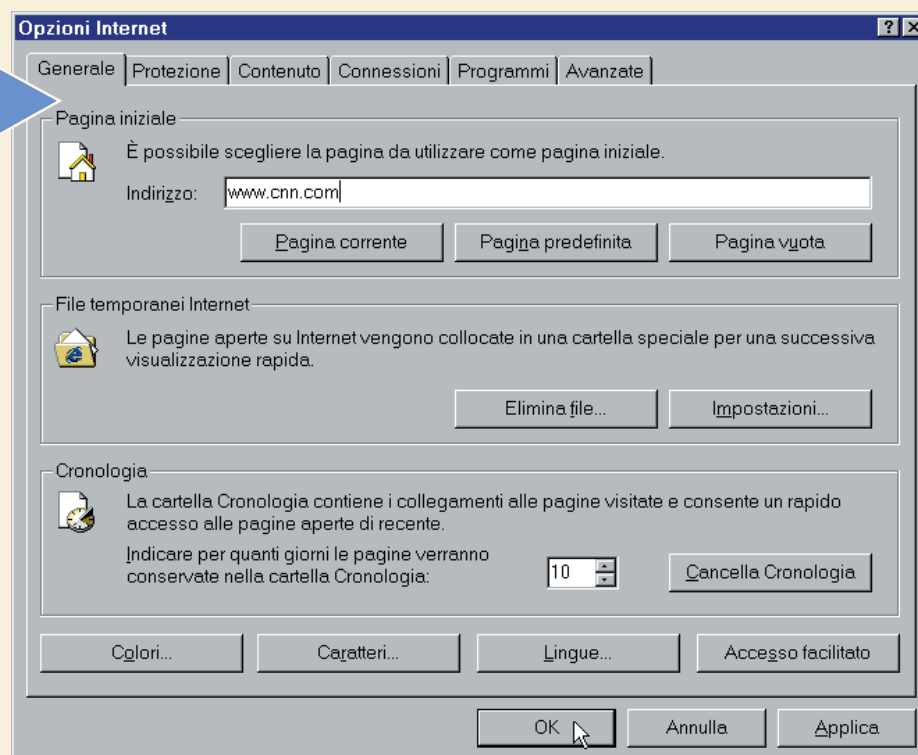 Opzioni Internet
Generale Protezione Contenuto Connessioni Programmi Avanzate
Pagina iniziale
È possibile scegliere la pagina da utilizzare come pagina iniziale.
Indirizzo: www.cnn.com
Pagina corrente Pagina predefinita Pagina vuota
File temporanei Internet
Le pagine aperte su Internet vengono collocate in una cartella speciale per una successiva
visualizzazione rapida.
Elimina file... Impostazioni...
Cronologia
La cartella Cronologia contiene i collegamenti alle pagine visitate e consente un rapido
accesso alle pagine aperte di recente.
Indicare per quanti giorni le pagine verranno
conservate nella cartella Cronologia: 10 Cancella Cronologia
Colori... Caratteri... Lingue... Accesso facilitato
OK Annulla Applica